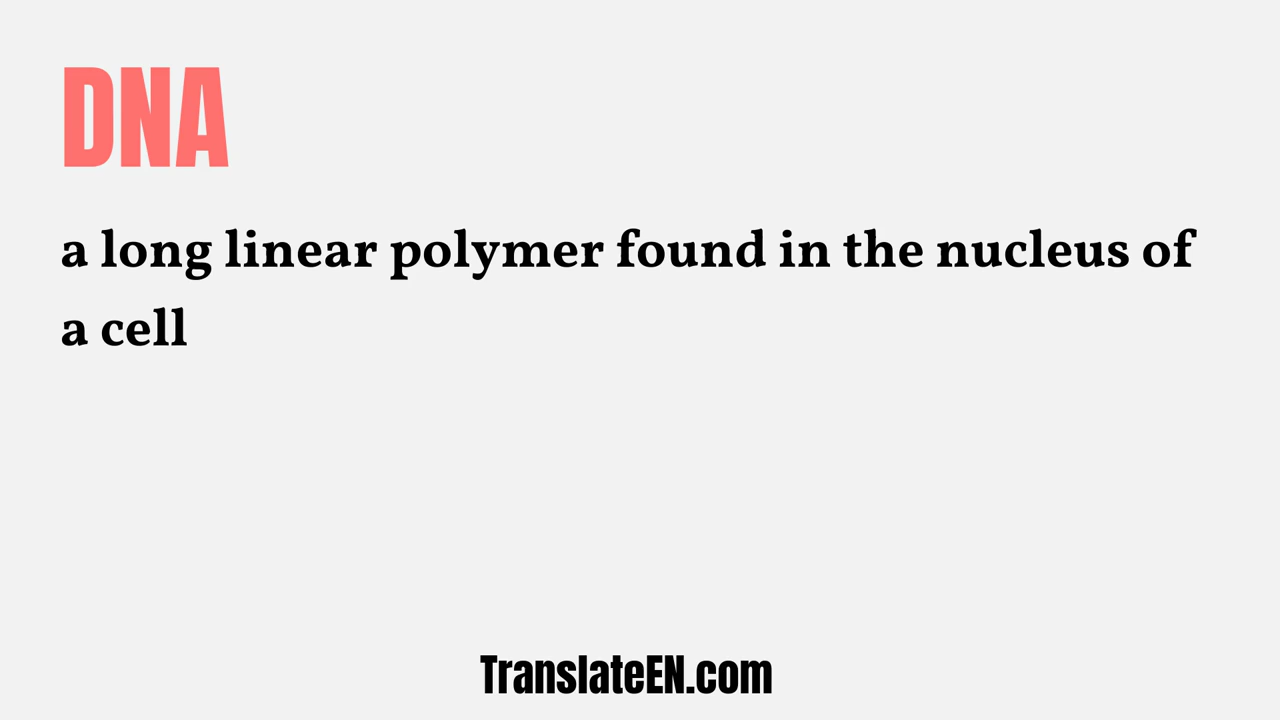 DNA
a long linear polymer found in the nucleus of
a cell
TranslateEN.com